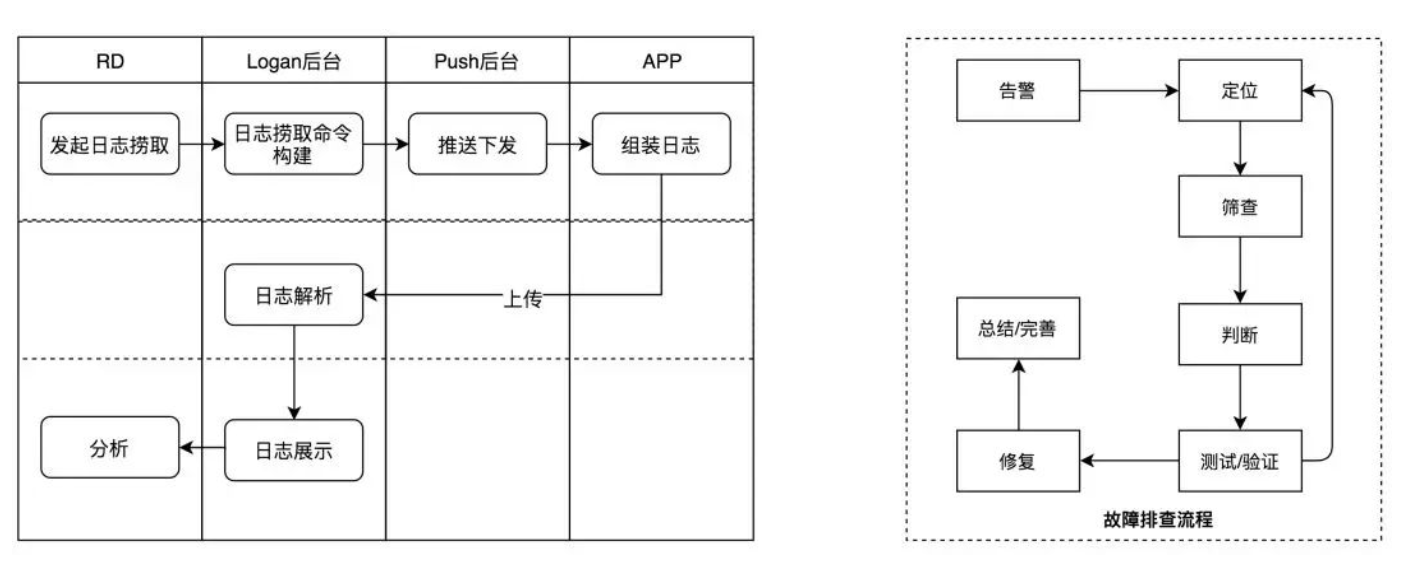 RD
Logan后台
Push后台
APP
发起日志捞取
日志捞取命令
构建
推送下发
组装日志
日志解析
上传
分析
日志展示
告警
定位
筛查
总结/完善
判断
修复
测试/验证
故障排查流程